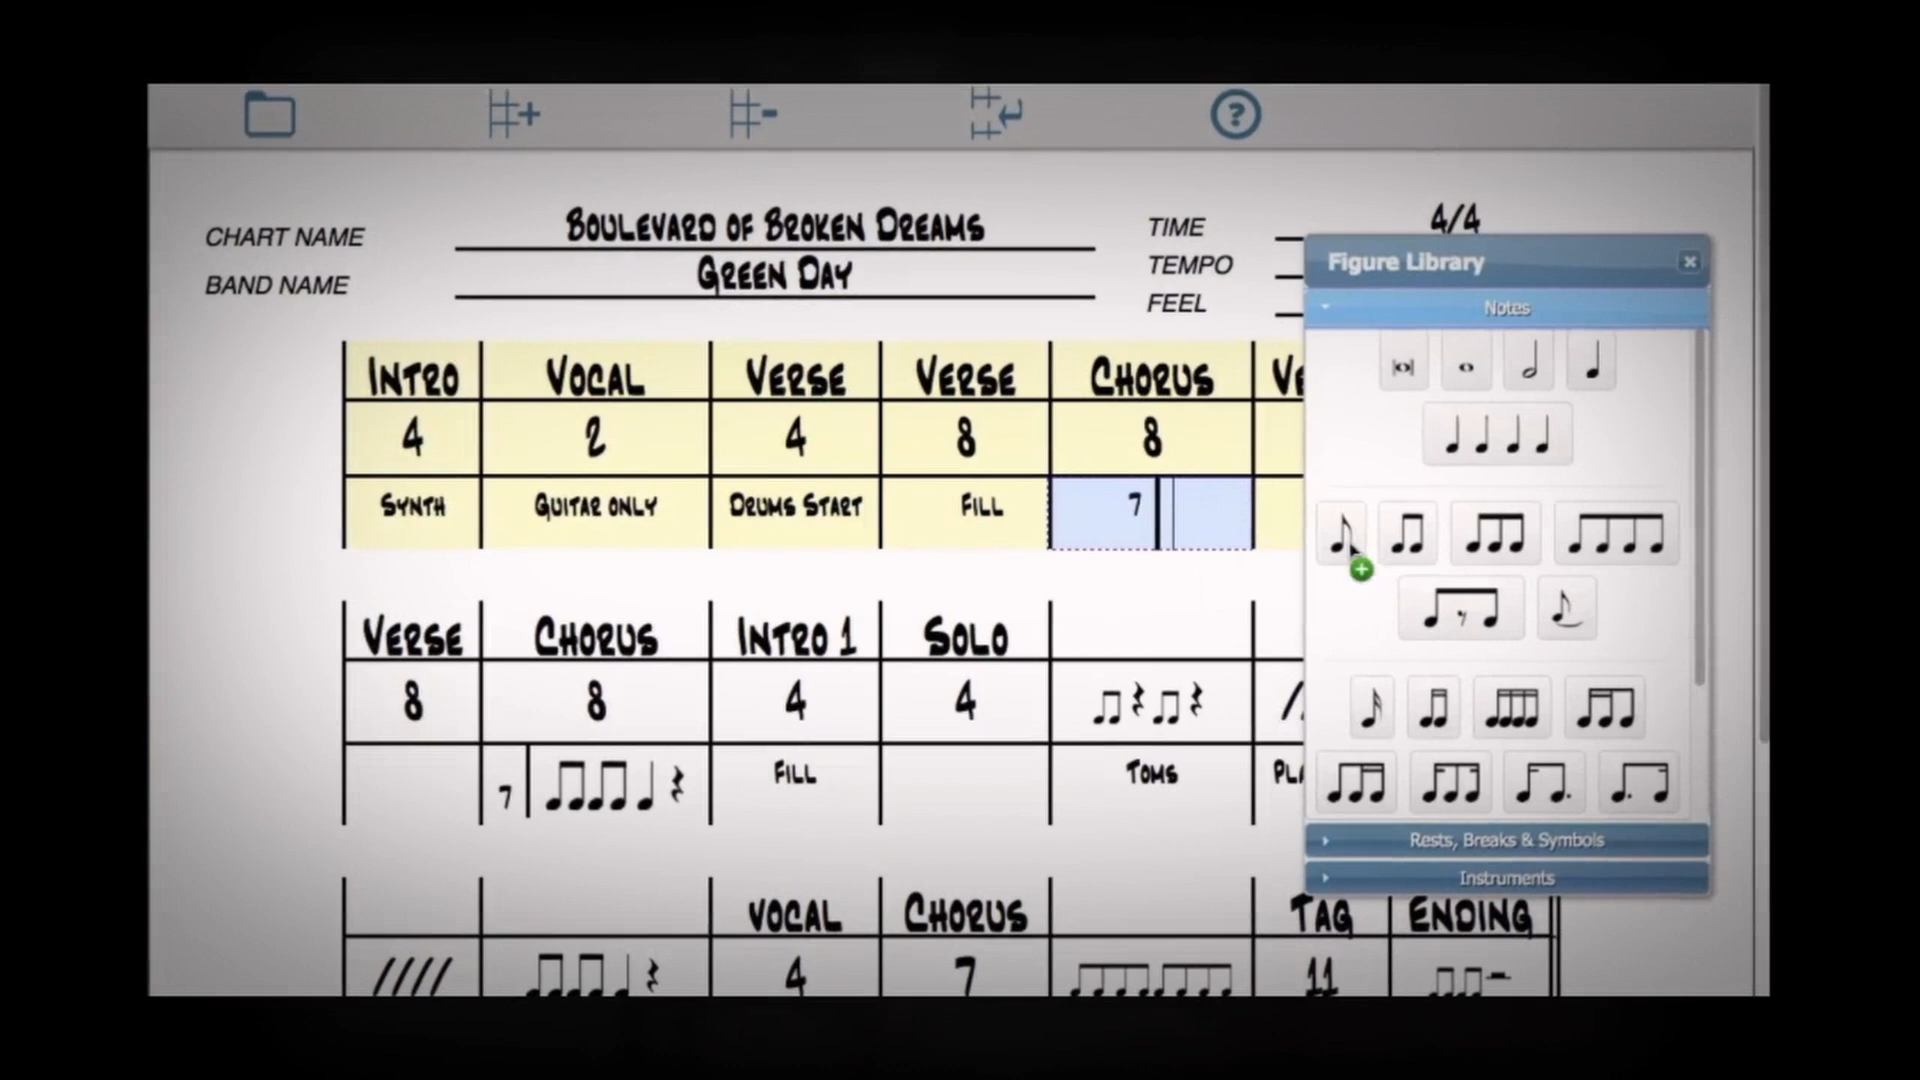 ?
CHART NAME BOULEVARD OF BROKEN DREAMS TIME 4/4
BAND NAME GREEN DAY TEMPO
FEEL
Figure Library
Notes
INTRO VOCAL VERSE VERSE CHORUS
4 2 4 8 8
SYNTH GUITAR ONLY DRUMS START FILL 7
VERSE CHORUS INTRO 1 SOLO
8 8 4 4
7 FILL TOMS
Rests, Breaks & Symbols
Instruments
VOCAL CHORUS TAG ENDING
//// 4 7 11